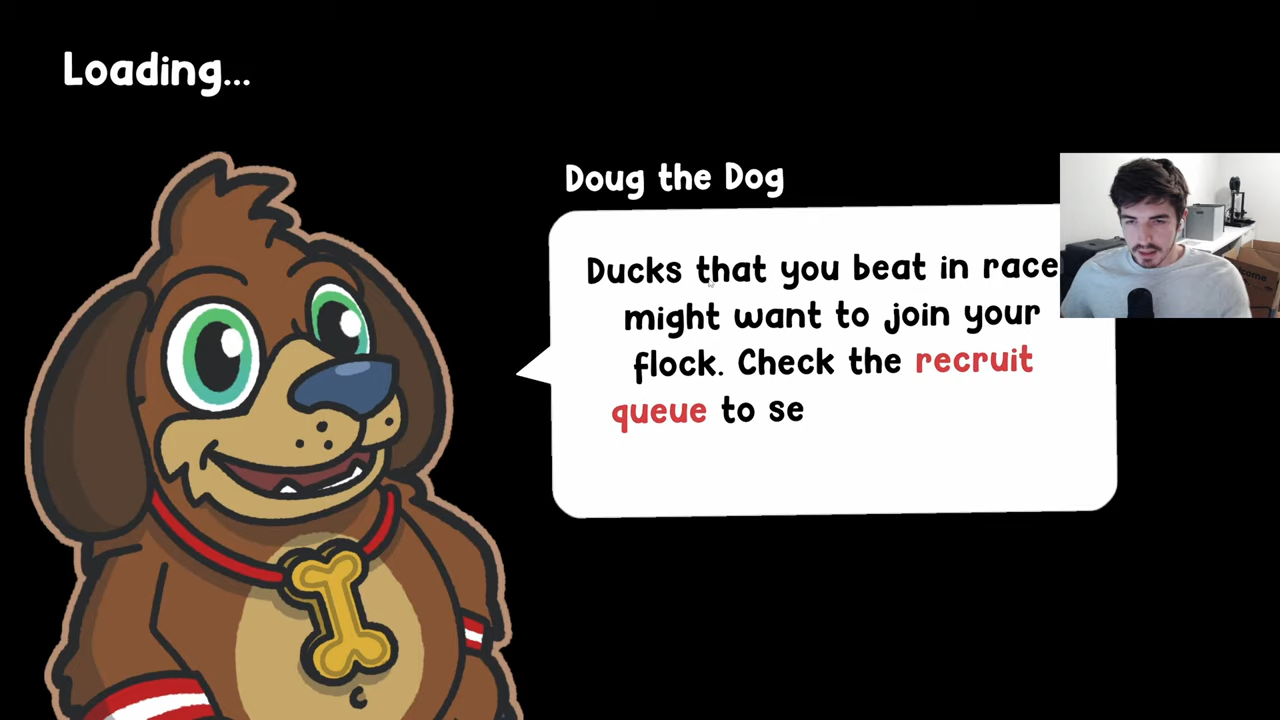 Loading...
Doug the Dog
Ducks that you beat in race
might want to join your
flock. Check the recruit
queue to se